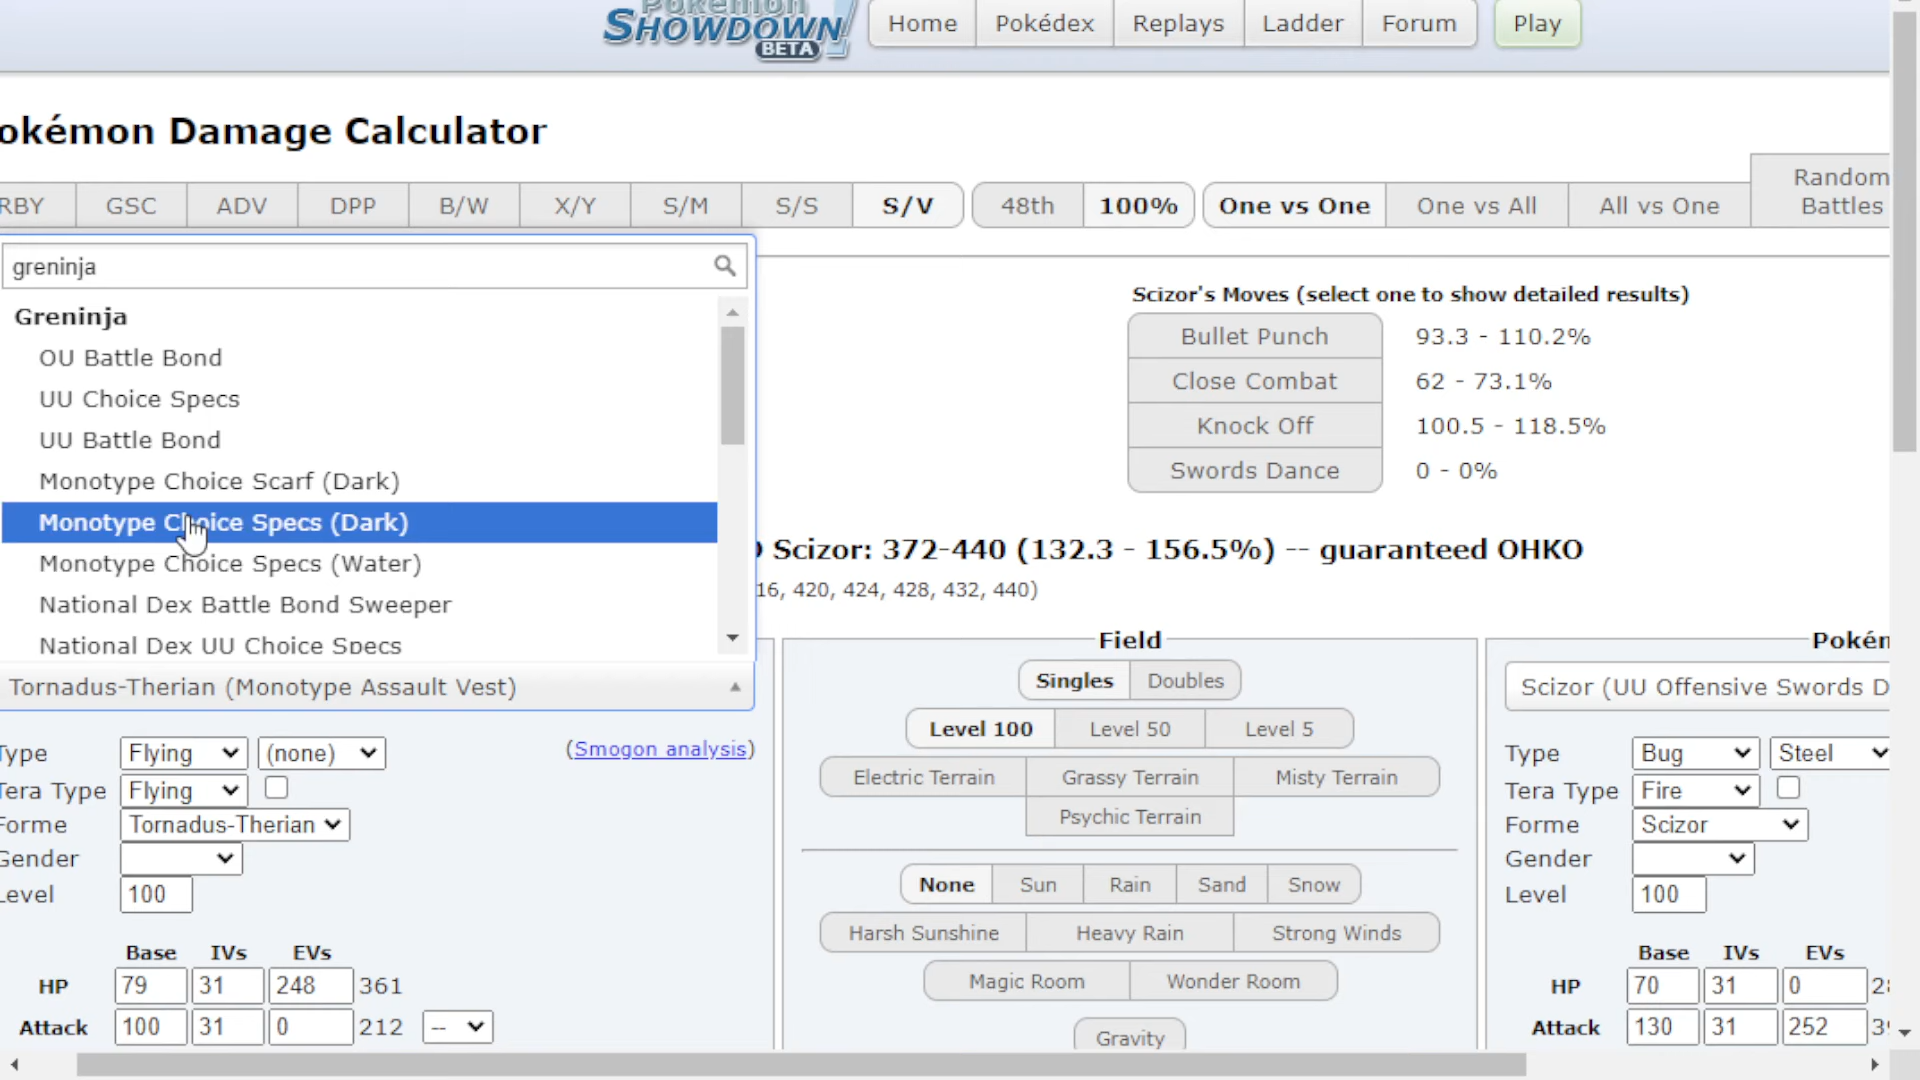 Pokémon
SHOWDOWN
BETA
Home
Pokédex
Replays
Ladder
Forum
Play
okémon Damage Calculator
RBY
GSC
ADV
DPP
B/W
X/Y
S/M
S/S
S/V
48th
100%
One vs One
One vs All
All vs One
Random
Battles
greninja
Greninja
OU Battle Bond
UU Choice Specs
UU Battle Bond
Monotype Choice Scarf (Dark)
Monotype Choice Specs (Dark)
Monotype Choice Specs (Water)
National Dex Battle Bond Sweeper
National Dex UU Choice Specs
Tornadus-Therian (Monotype Assault Vest)
Scizor's Moves (select one to show detailed results)
Bullet Punch 93.3 - 110.2%
Close Combat 62 - 73.1%
Knock Off 100.5 - 118.5%
Swords Dance 0 - 0%
Scizor: 372-440 (132.3 - 156.5%) -- guaranteed OHKO
16, 420, 424, 428, 432, 440)
Type Flying (none) (Smogon analysis)
Tera Type Flying
Forme Tornadus-Therian
Gender
Level 100
Base IVs EVs
HP 79 31 248 361
Attack 100 31 0 212 --
Field
Singles Doubles
Level 100 Level 50 Level 5
Electric Terrain Grassy Terrain Misty Terrain
Psychic Terrain
None Sun Rain Sand Snow
Harsh Sunshine Heavy Rain Strong Winds
Magic Room Wonder Room
Gravity
Pokén
Scizor (UU Offensive Swords D
Type Bug Steel
Tera Type Fire
Forme Scizor
Gender
Level 100
Base IVs EVs
HP 70 31 0 28
Attack 130 31 252 39